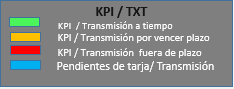 KPI / TXT
KPI / Transmisión a tiempo
KPI / Transmisión por vencer plazo
KPI / Transmisión fuera de plazo
Pendientes de tarja/ Transmisión